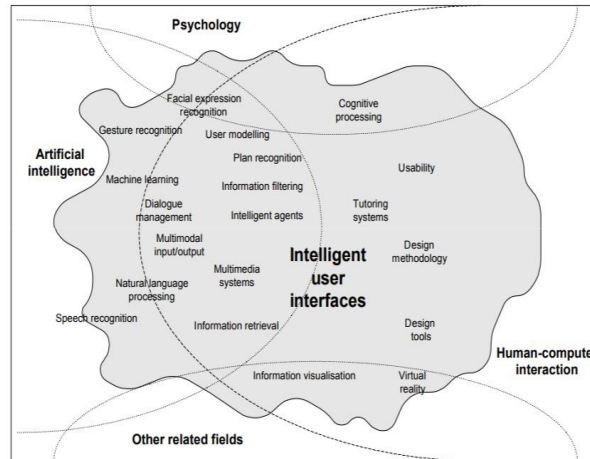 Psychology
Facial expression
recognition
Cognitive
processing
Gesture recognition
User modelling
Artificial
intelligence
Plan recognition
Usability
Machine learning
Information filtering
Dialogue
management
Intelligent agents
Tutoring
systems
Multimodal
input/output
Multimedia
systems
Intelligent
user
interfaces
Design
methodology
Natural language
processing
Speech recognition
Information retrieval
Design
tools
Human-compute
interaction
Information visualisation
Virtual
reality
Other related fields